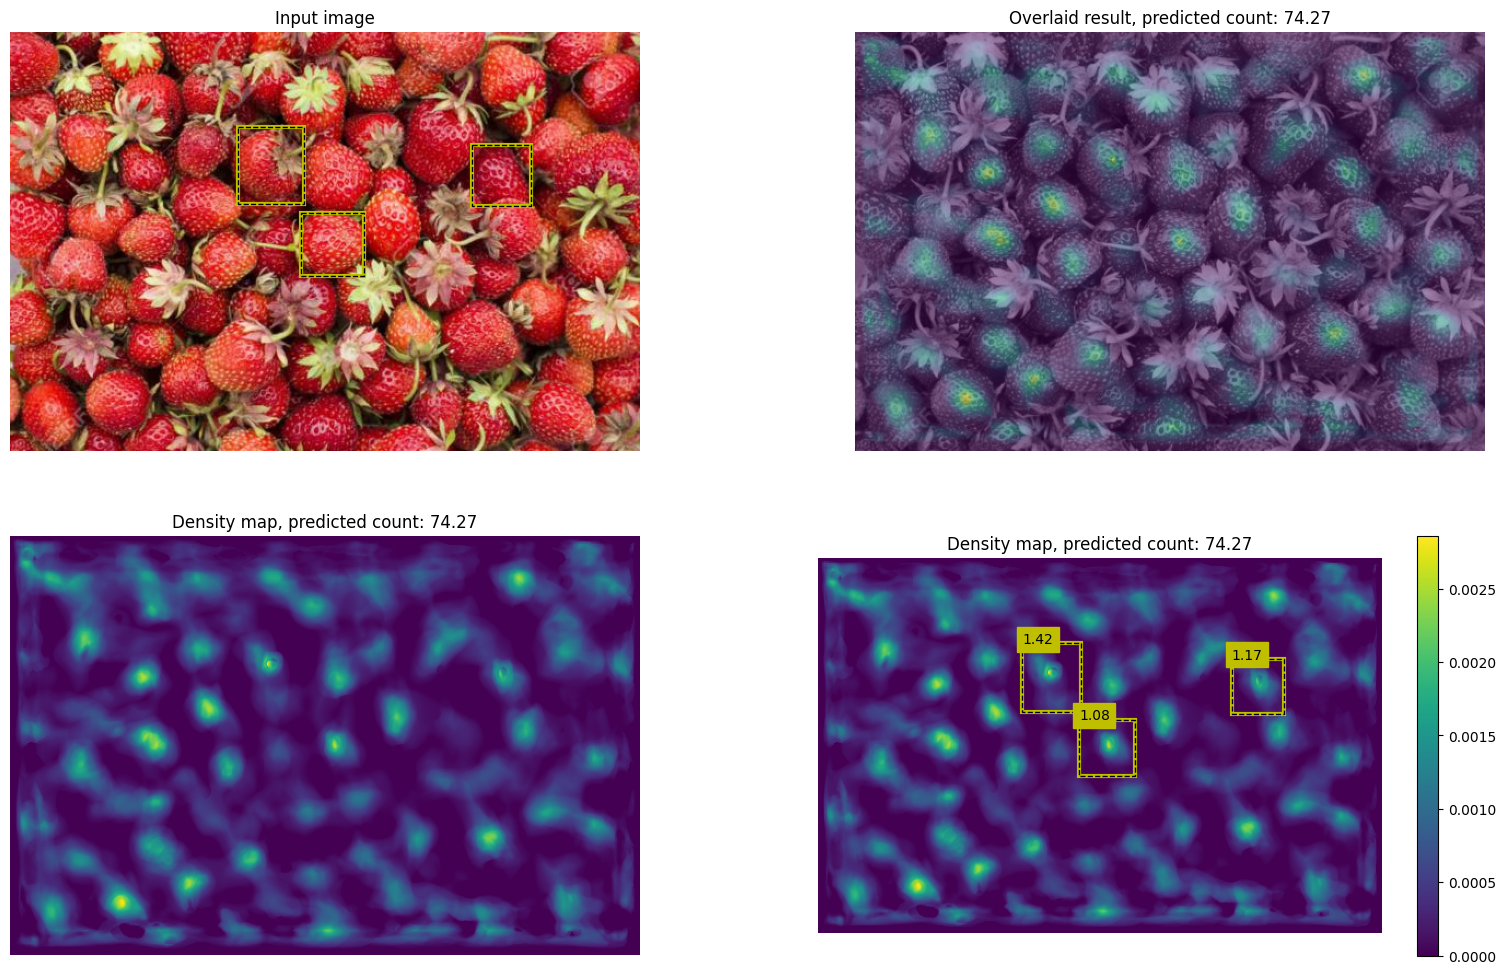 Input image
Overlaid result, predicted count: 74.27
Density map, predicted count: 74.27
Density map, predicted count: 74.27
1.42
1.17
1.08
0.0025
0.0020
0.0015
0.0010
0.0005
0.0000